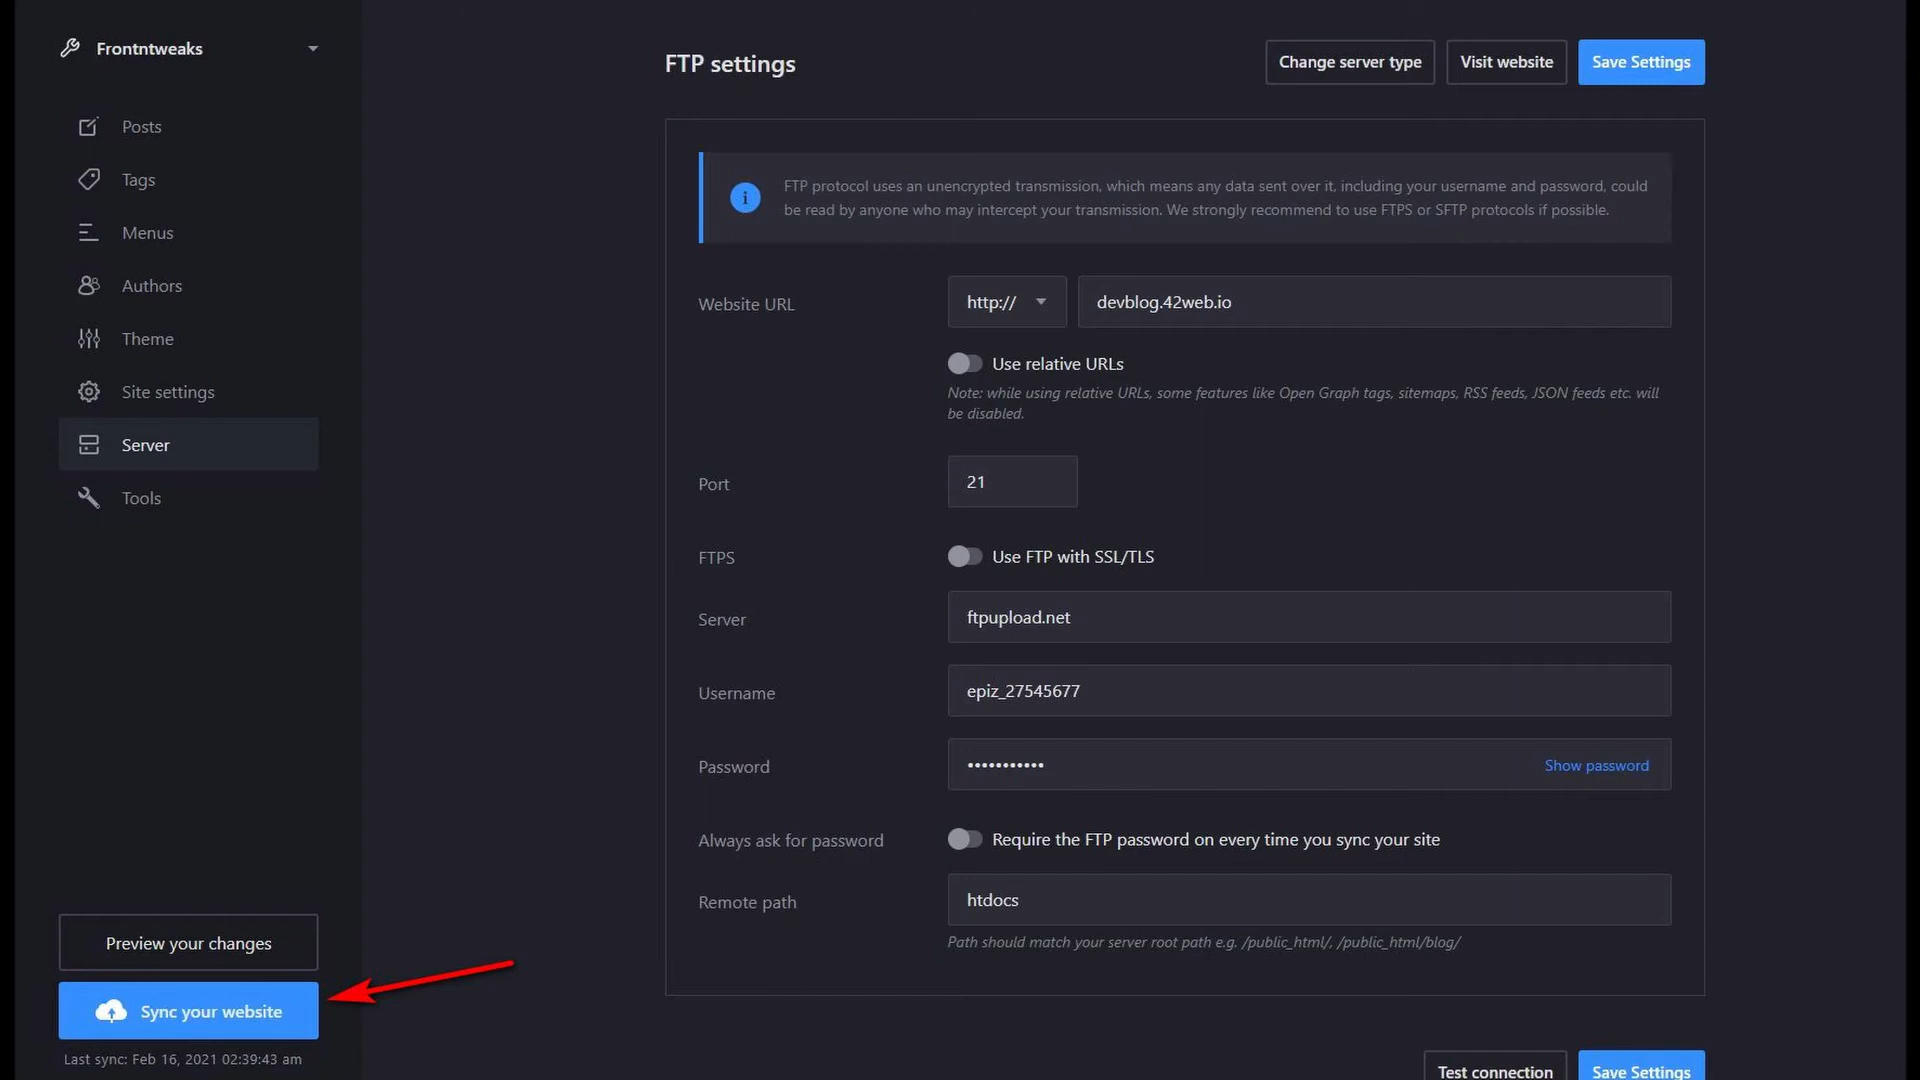 Frontntweaks
Posts
Tags
Menus
Authors
Theme
Site settings
Server
Tools
Preview your changes
Sync your website
Last sync: Feb 16, 2021 02:39:43 am
FTP settings
Change server type
Visit website
Save Settings
i
FTP protocol uses an unencrypted transmission, which means any data sent over it, including your username and password, could
be read by anyone who may intercept your transmission. We strongly recommend to use FTPS or SFTP protocols if possible.
Website URL
http://
devblog.42web.io
Use relative URLs
Note: while using relative URLs, some features like Open Graph tags, sitemaps, RSS feeds, JSON feeds etc. will
be disabled.
Port
21
FTPS
Use FTP with SSL/TLS
Server
ftpupload.net
Username
epiz_27545677
Password
•••••••••••
Show password
Always ask for password
Require the FTP password on every time you sync your site
Remote path
htdocs
Path should match your server root path e.g. /public_html/, /public_html/blog/
Test connection
Save Settings